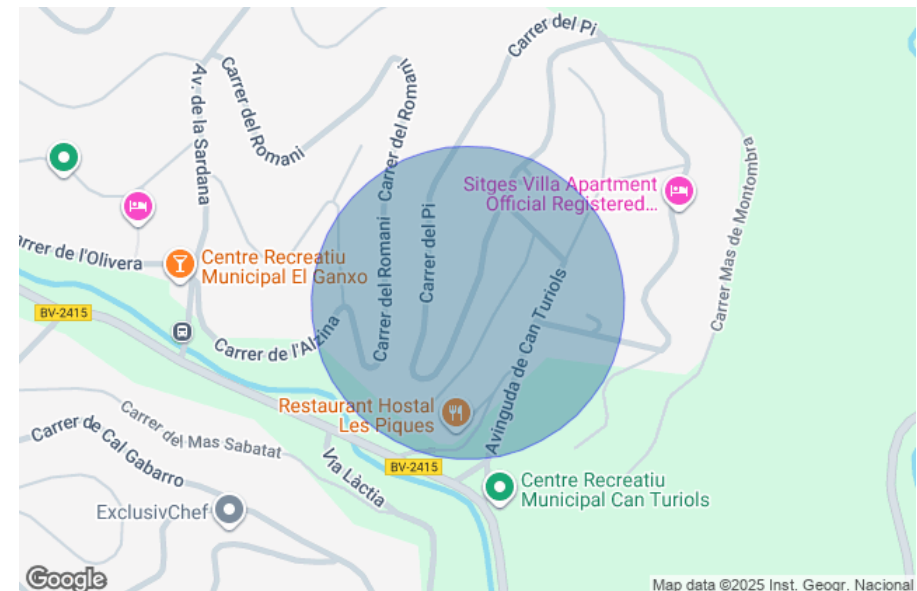 Carrer del Pi
Carrer del Romani
Av. de la Sardana
Carrer del Romani
Carrer del Romani
Carrer del Pi
Sitges Villa Apartment
Official Registered...
Carrer Mas de Montombra
Carrer de l'Olivera
Centre Recreatiu
Municipal El Ganxo
BV-2415
Carrer de l'Alzina
Avinguda de Can Turiols
Restaurant Hostal
Les Piques
Carrer del Mas Sabatat
Carrer de Cal Gabarro
Via Làctia
BV-2415
Centre Recreatiu
Municipal Can Turiols
ExclusivChef
Google
Map data ©2025 Inst. Geogr. Nacional